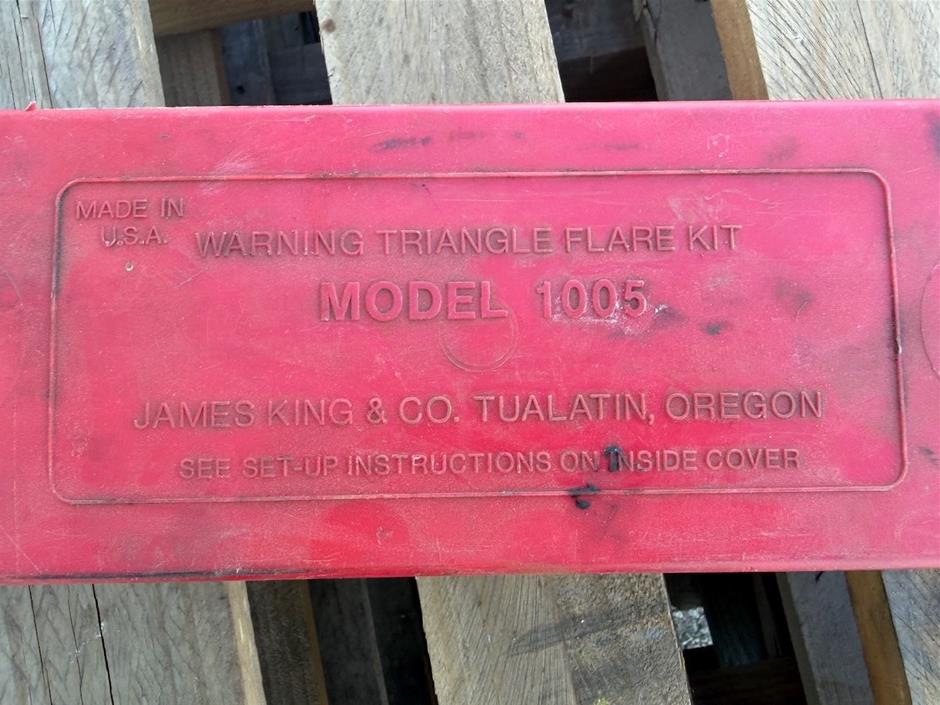 MADE IN
U.S.A.
WARNING TRIANGLE FLARE KIT
MODEL 1005
JAMES KING & CO. TUALATIN, OREGON
SEE SET-UP INSTRUCTIONS ON INSIDE COVER